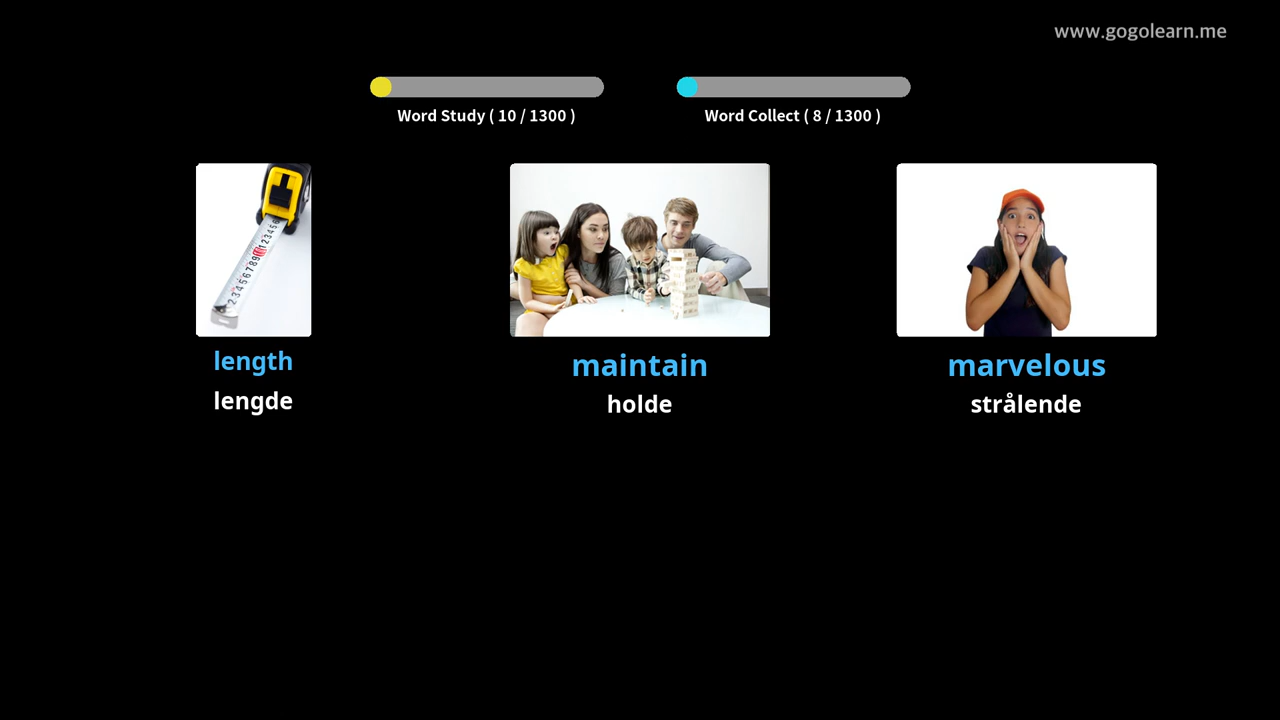 www.gogolearn.me
Word Study ( 10 / 1300 )
Word Collect ( 8 / 1300 )
length
lengde
maintain
holde
marvelous
strålende